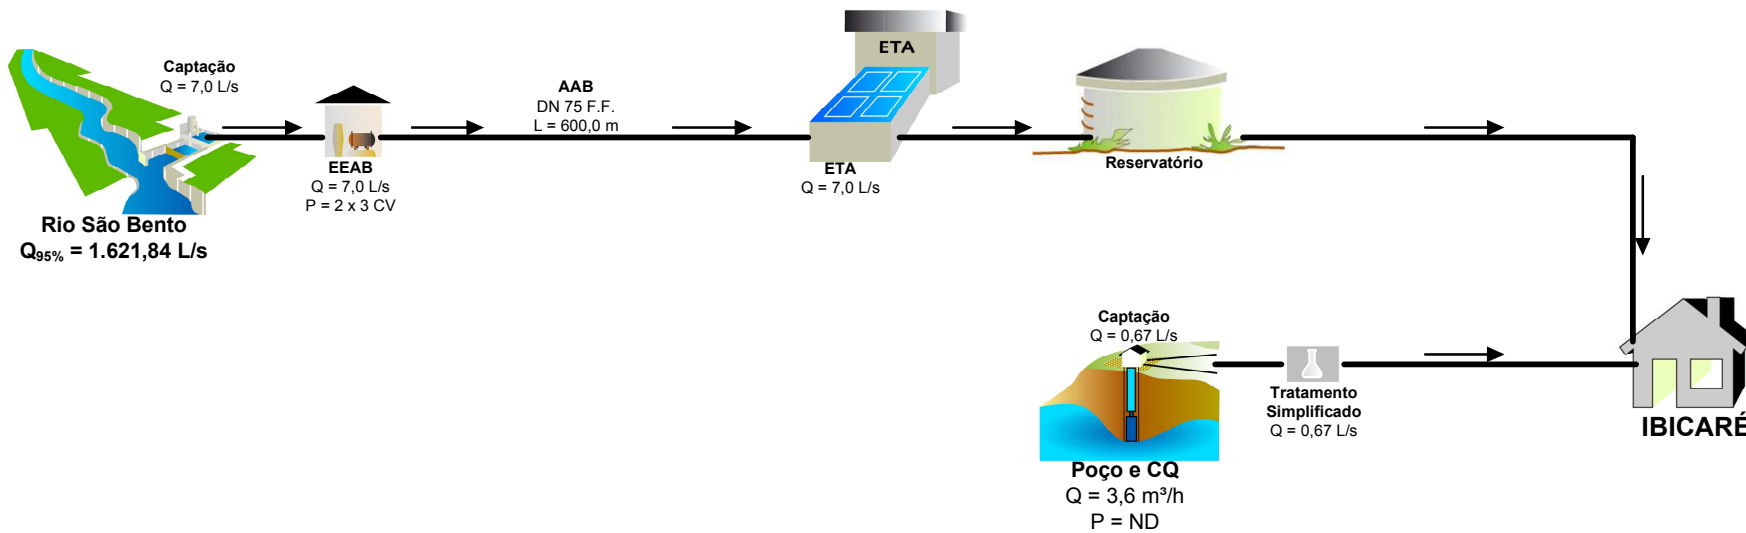 Captação
Q = 7,0 L/s
EEAB
Q = 7,0 L/s
P = 2 x 3 CV
Rio São Bento
Q95% = 1.621,84 L/s
AAB
DN 75 F.F.
L = 600,0 m
ETA
ETA
Q = 7,0 L/s
Reservatório
Captação
Q = 0,67 L/s
Tratamento
Simplificado
Q = 0,67 L/s
Poço e CQ
Q = 3,6 m³/h
P = ND
IBICARÉ